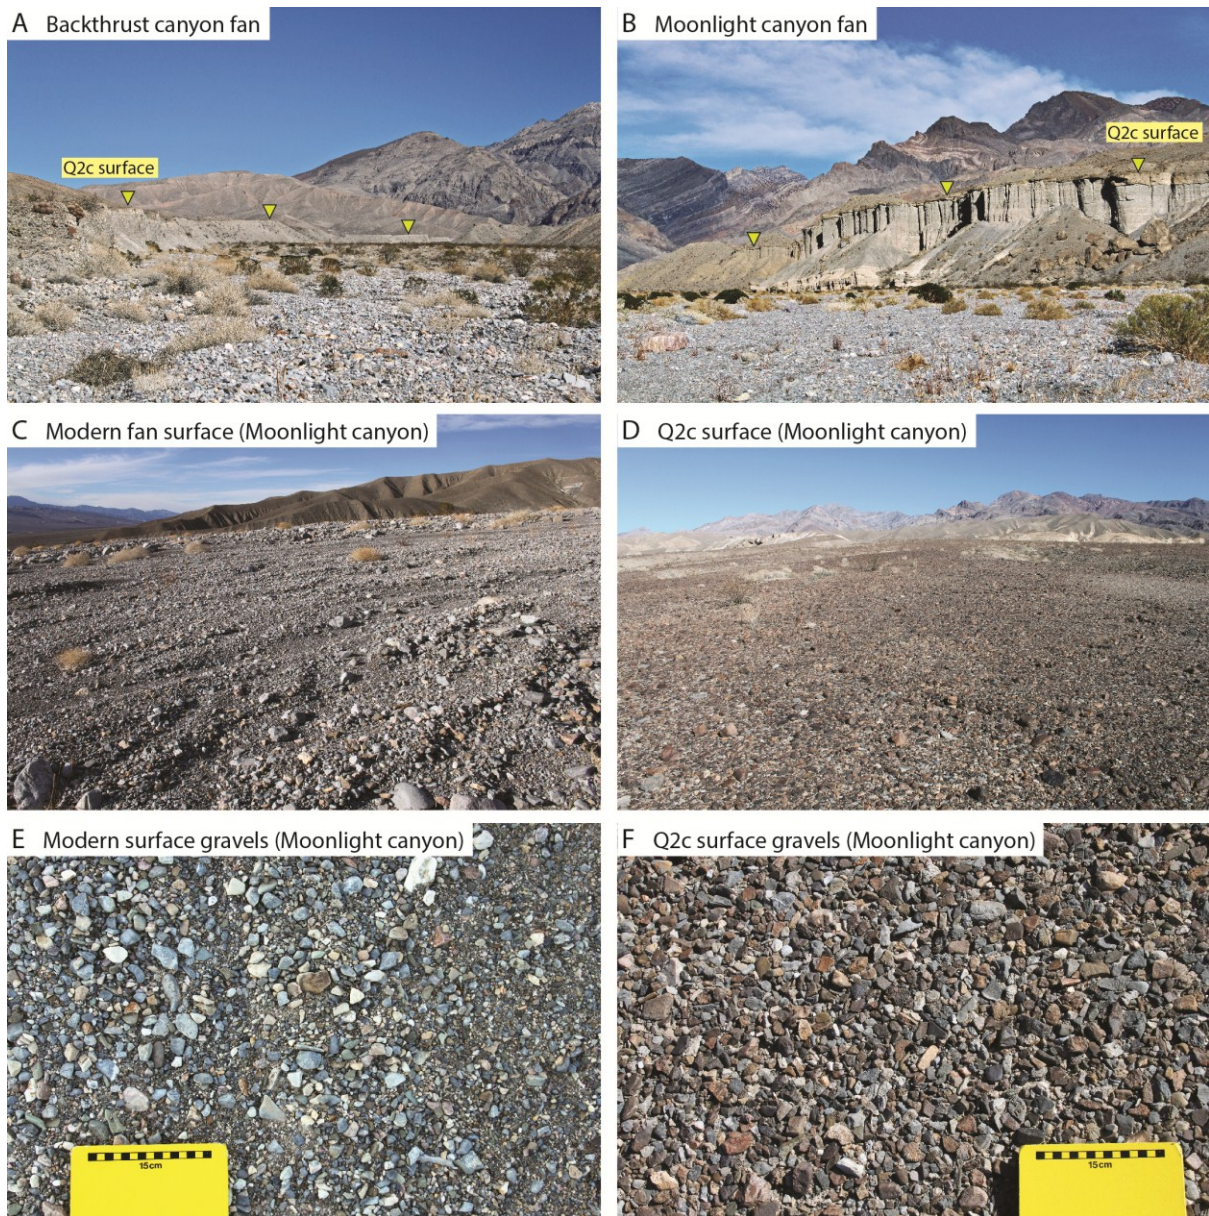 A Backthrust canyon fan
Q2c surface
B Moonlight canyon fan
Q2c surface
C Modern fan surface (Moonlight canyon)
D Q2c surface (Moonlight canyon)
E Modern surface gravels (Moonlight canyon)
15cm
F Q2c surface gravels (Moonlight canyon)
15cm